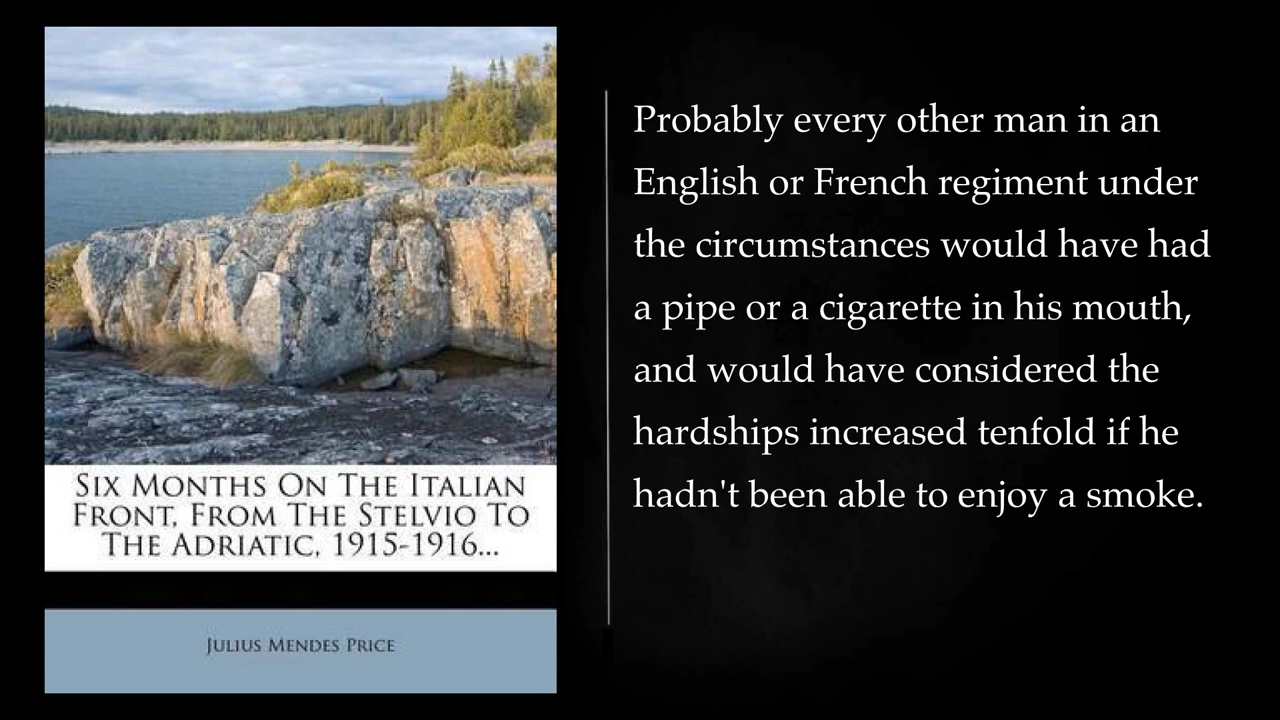 Six Months On The Italian
Front, From The Stelvio To
The Adriatic, 1915-1916...
Julius Mendes Price
Probably every other man in an
English or French regiment under
the circumstances would have had
a pipe or a cigarette in his mouth,
and would have considered the
hardships increased tenfold if he
hadn't been able to enjoy a smoke.